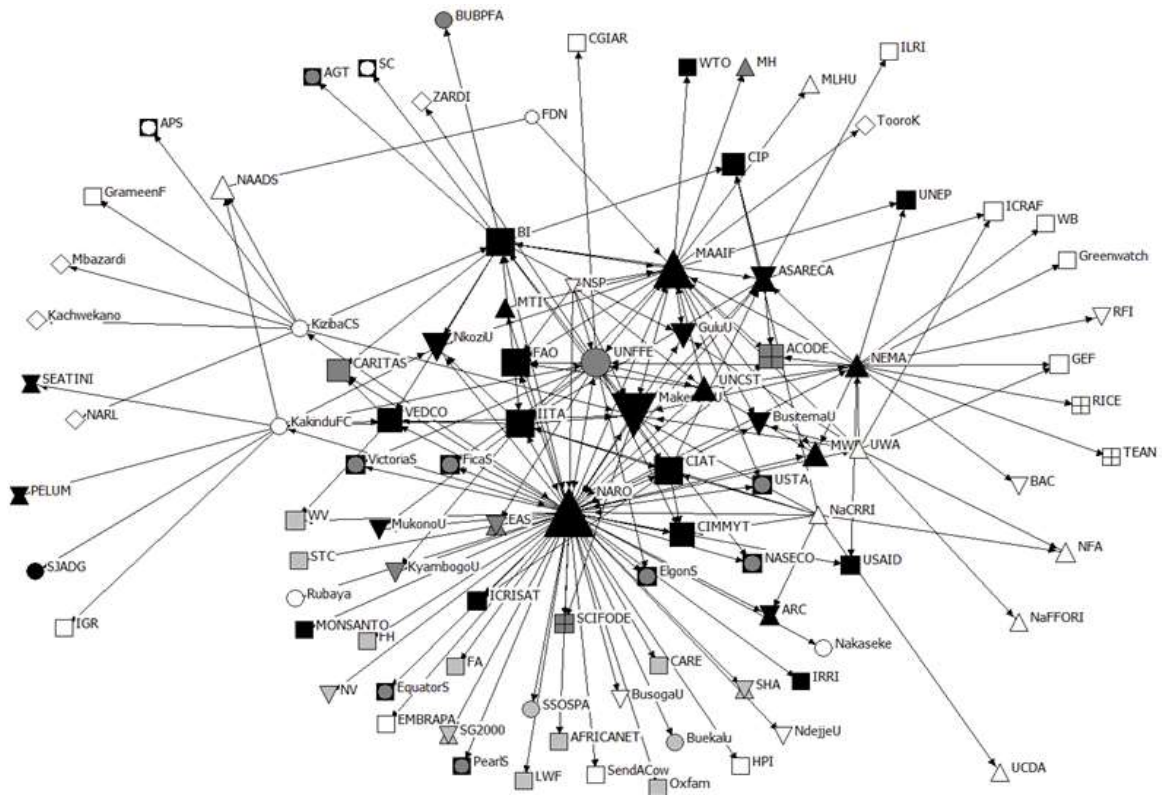 BUBPFA
CGIAR
ILRI
SC
AGT
WTO
MH
MLHU
ZARDI
FDN
TooroK
APS
CIP
NAADS
GrameenF
UNEP
ICRAF
WB
BI
MAAIF
Greenwatch
Mbazardi
ASARECA
NSP
MTI
RFI
Kachwekano
KizibaCS
NkoziU
GuluU
FAO
UNFFE
ACODE
NEMA
GEF
CARITAS
SEATINI
UNCST
RICE
NARL
VEDCO
IITA
BusitemaU
KakinduFC
MWE
UWA
VictoriaS
FicaS
CIAT
TEAN
USTA
BAC
PELUM
NARO
WV
MukonoU
EEAS
NaCRRI
CIMMYT
STC
NASECO
USAID
NFA
SJADG
KyambogoU
ElgonS
Rubaya
ICRISAT
ARC
IGR
MONSANTO
FH
SCIFODE
NaFFORI
Nakaseke
FA
CARE
IRRI
NV
EquatorS
SSOSPA
BusogaU
SHA
EMBRAPA
SG2000
AFRICANET
Buekalu
NdejjeU
PearlS
LWF
SendACow
Oxfam
HPI
UCDA